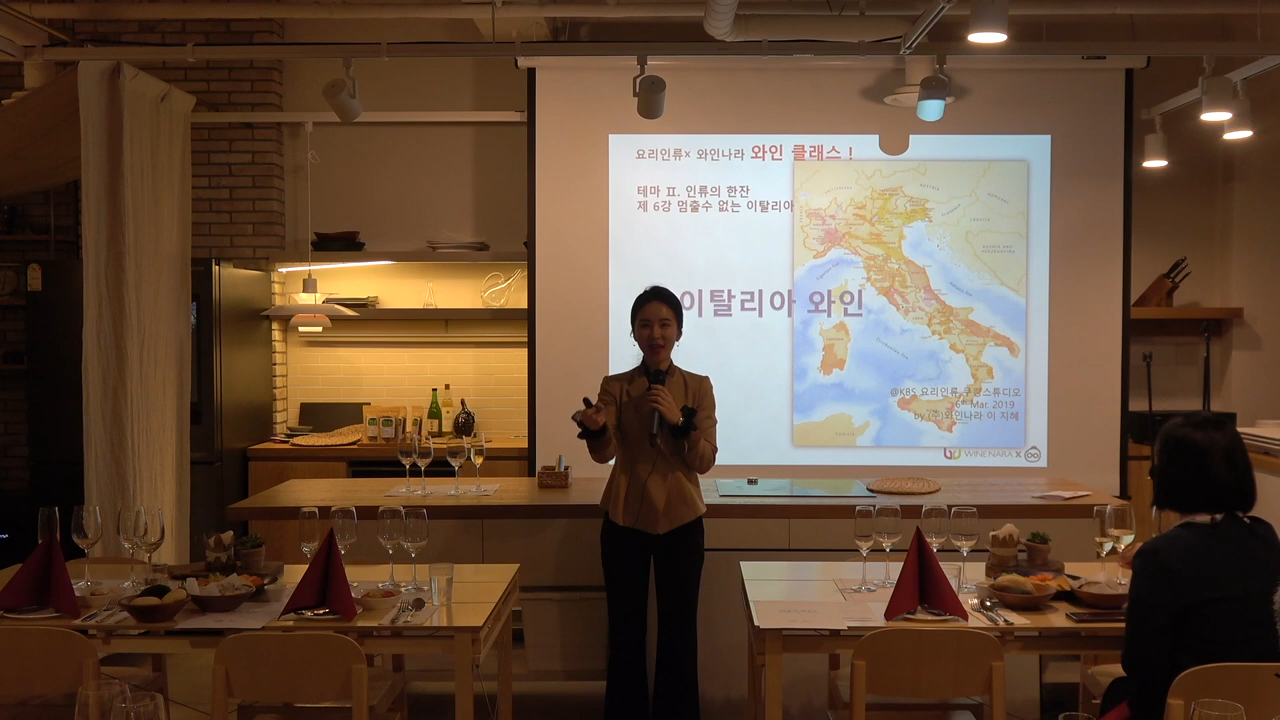 요리인류x 와인나라 와인 클래스 !
테마 Ⅱ. 인류의 한잔
제 6강 멈출수 없는 이탈리아
이탈리아 와인
@KBS 요리인류 쿠킹스튜디오
6th Mar. 2019
by (주)와인나라 이 지혜
WINE NARA X